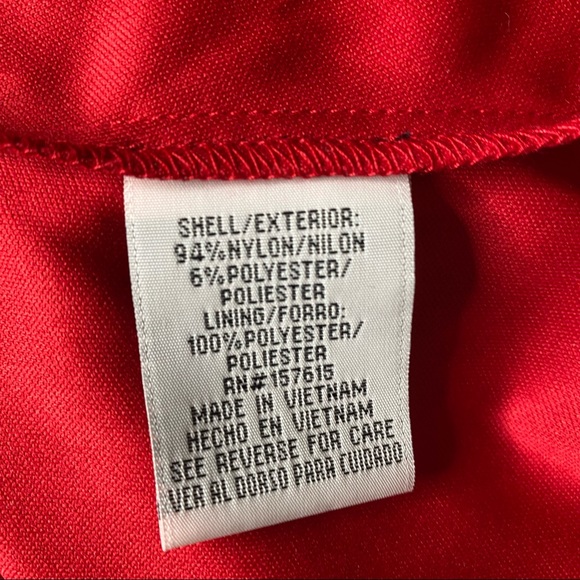 SHELL/EXTERIOR:
94%NYLON/NILON
6%POLYESTER/
POLIESTER
LINING/FORRO:
100%POLYESTER/
POLIESTER
RN#157615
MADE IN VIETNAM
HECHO EN VIETNAM
SEE REVERSE FOR CARE
VER AL DORSO PARA CUIDADO